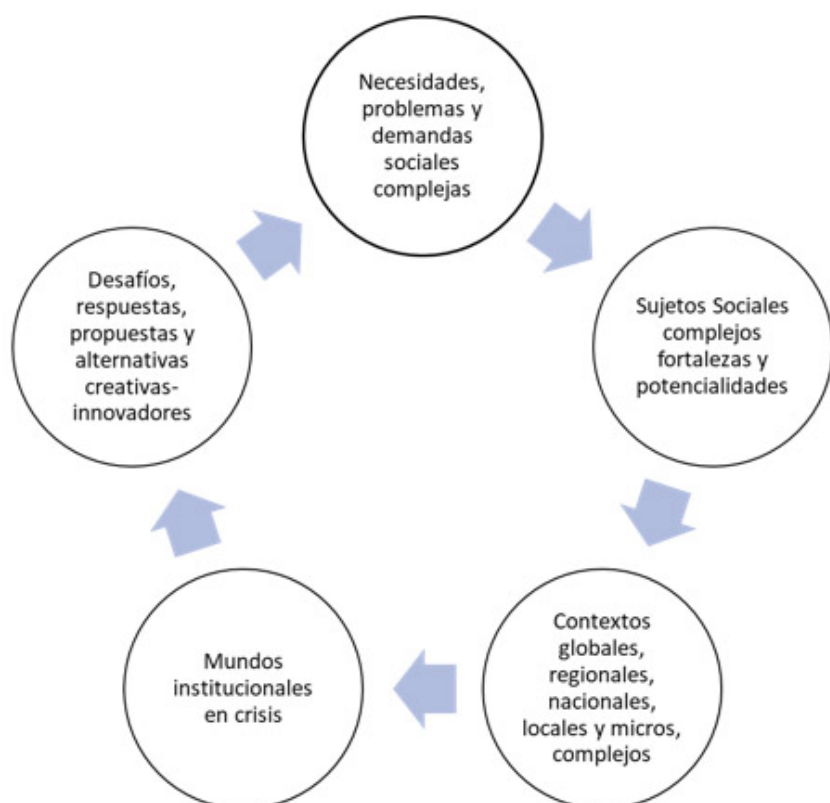 Necesidades,
problemas y
demandas
sociales
complejas
Sujetos Sociales
complejos
fortalezas y
potencialidades
Contextos
globales,
regionales,
nacionales,
locales y micros,
complejos
Mundos
institucionales
en crisis
Desafíos,
respuestas,
propuestas y
alternativas
creativas-
innovadores